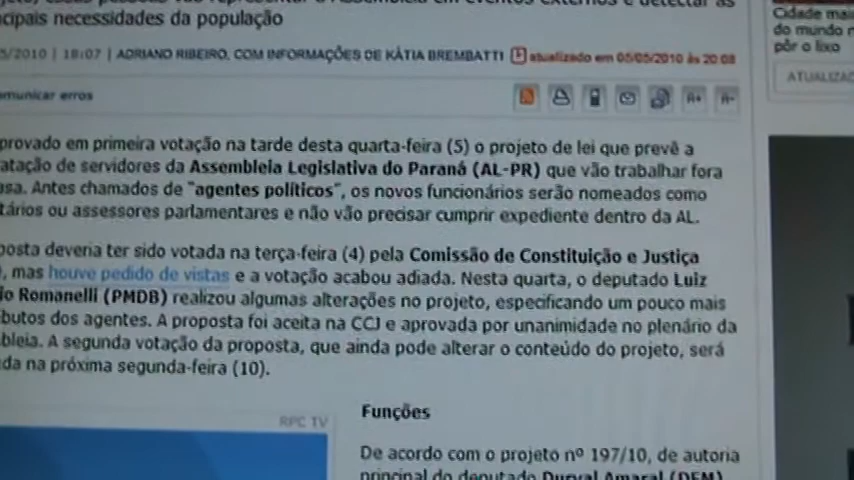 cipais necessidades da população
5/2010 | 18:07 | ADRIANO RIBEIRO, COM INFORMAÇÕES DE KÁTIA BREMBATTI atualizado em 05/05/2010 às 20:08
omunicar erros
A+ A-
provado em primeira votação na tarde desta quarta-feira (5) o projeto de lei que prevê a
atação de servidores da Assembleia Legislativa do Paraná (AL-PR) que vão trabalhar fora
asa. Antes chamados de "agentes políticos", os novos funcionários serão nomeados como
tários ou assessores parlamentares e não vão precisar cumprir expediente dentro da AL.
posta deveria ter sido votada na terça-feira (4) pela Comissão de Constituição e Justiça
), mas houve pedido de vistas e a votação acabou adiada. Nesta quarta, o deputado Luiz
io Romanelli (PMDB) realizou algumas alterações no projeto, especificando um pouco mais
butos dos agentes. A proposta foi aceita na CCJ e aprovada por unanimidade no plenário da
bleia. A segunda votação da proposta, que ainda pode alterar o conteúdo do projeto, será
da na próxima segunda-feira (10).
RPC TV
Funções
De acordo com o projeto nº 197/10, de autoria
principal do deputado Durval Amaral (DEM)
Cidade mai
do mundo n
pôr o lixo
ATUALIZAÇ